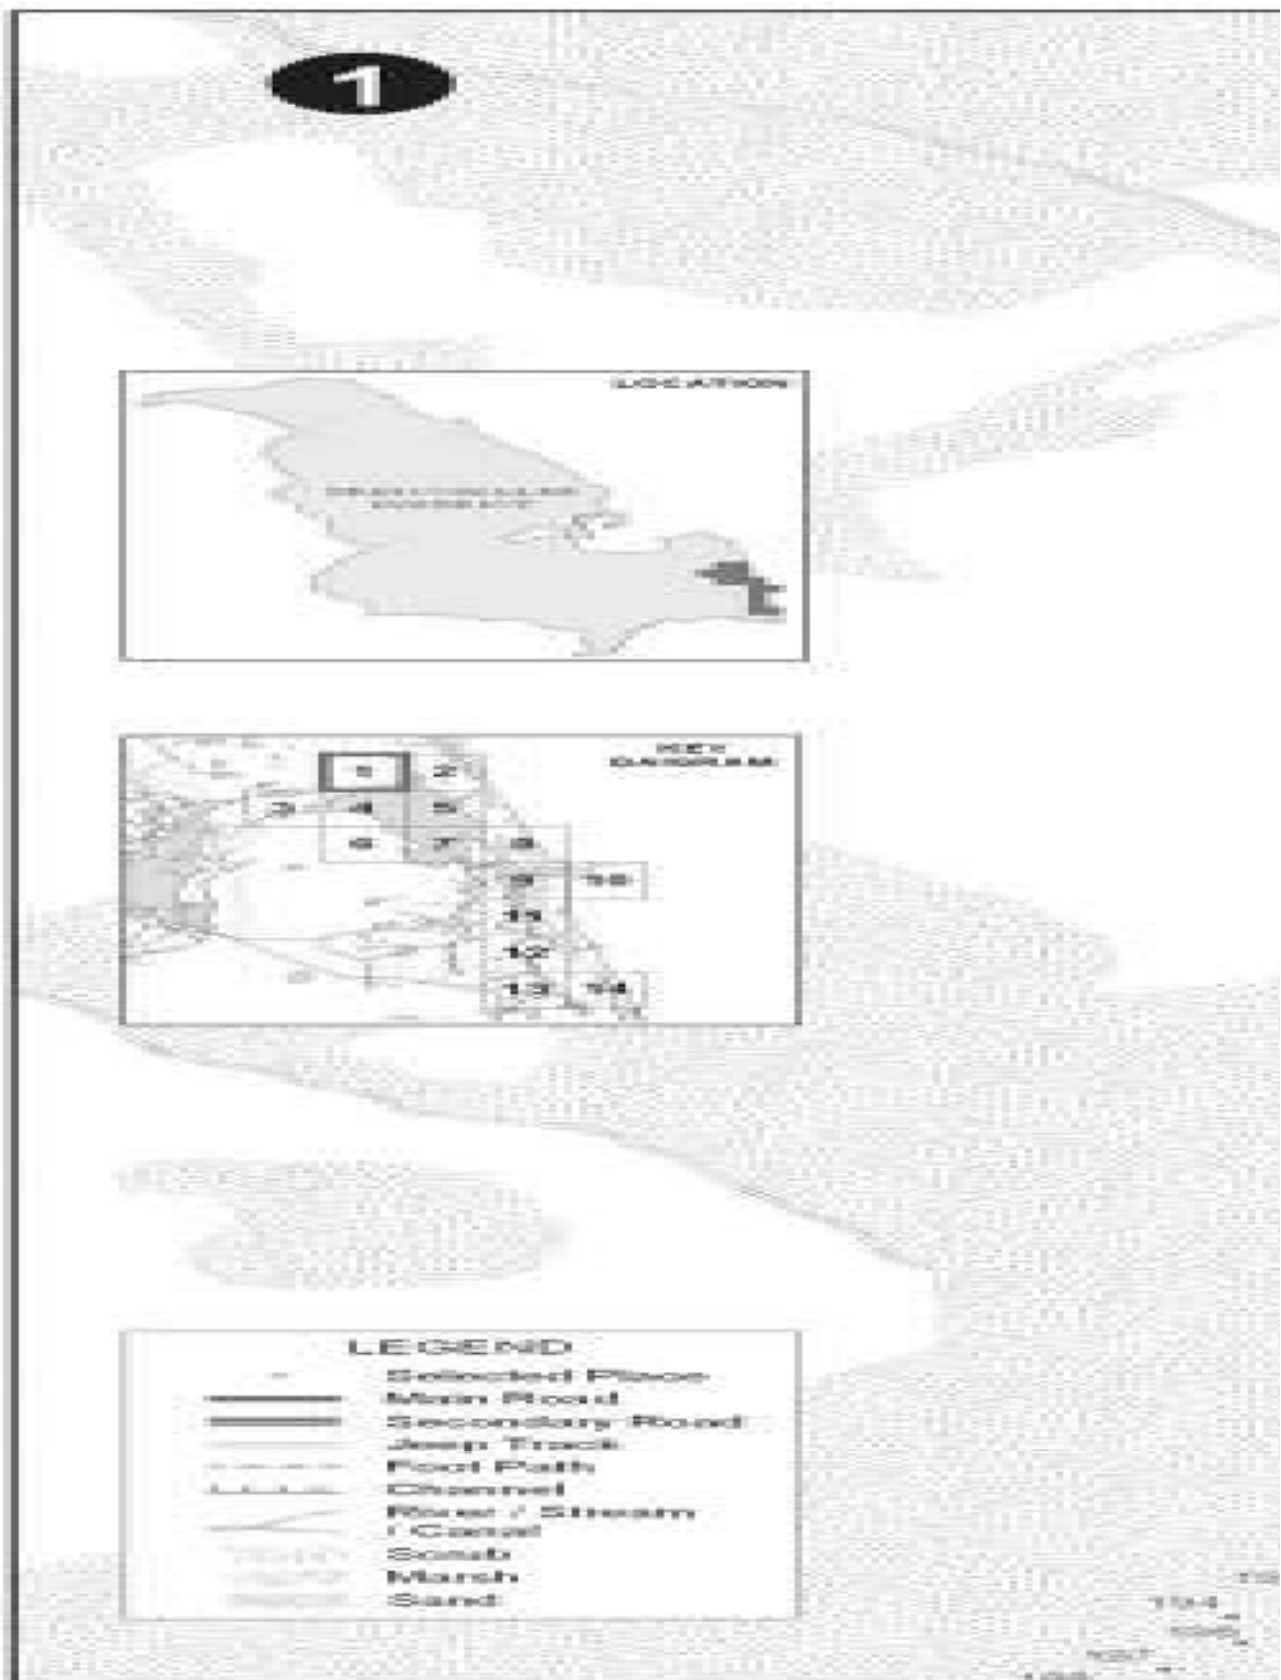 1
LOCATION
KEY
DAIGRAM
1 2
3 4 5
6 7 8
9 10
11
12
13 14
LEGEND
Selected Place
Main Road
Secondary Road
Jeep Track
Foot Path
Channel
River / Stream
/ Canal
Scrub
Marsh
Sand